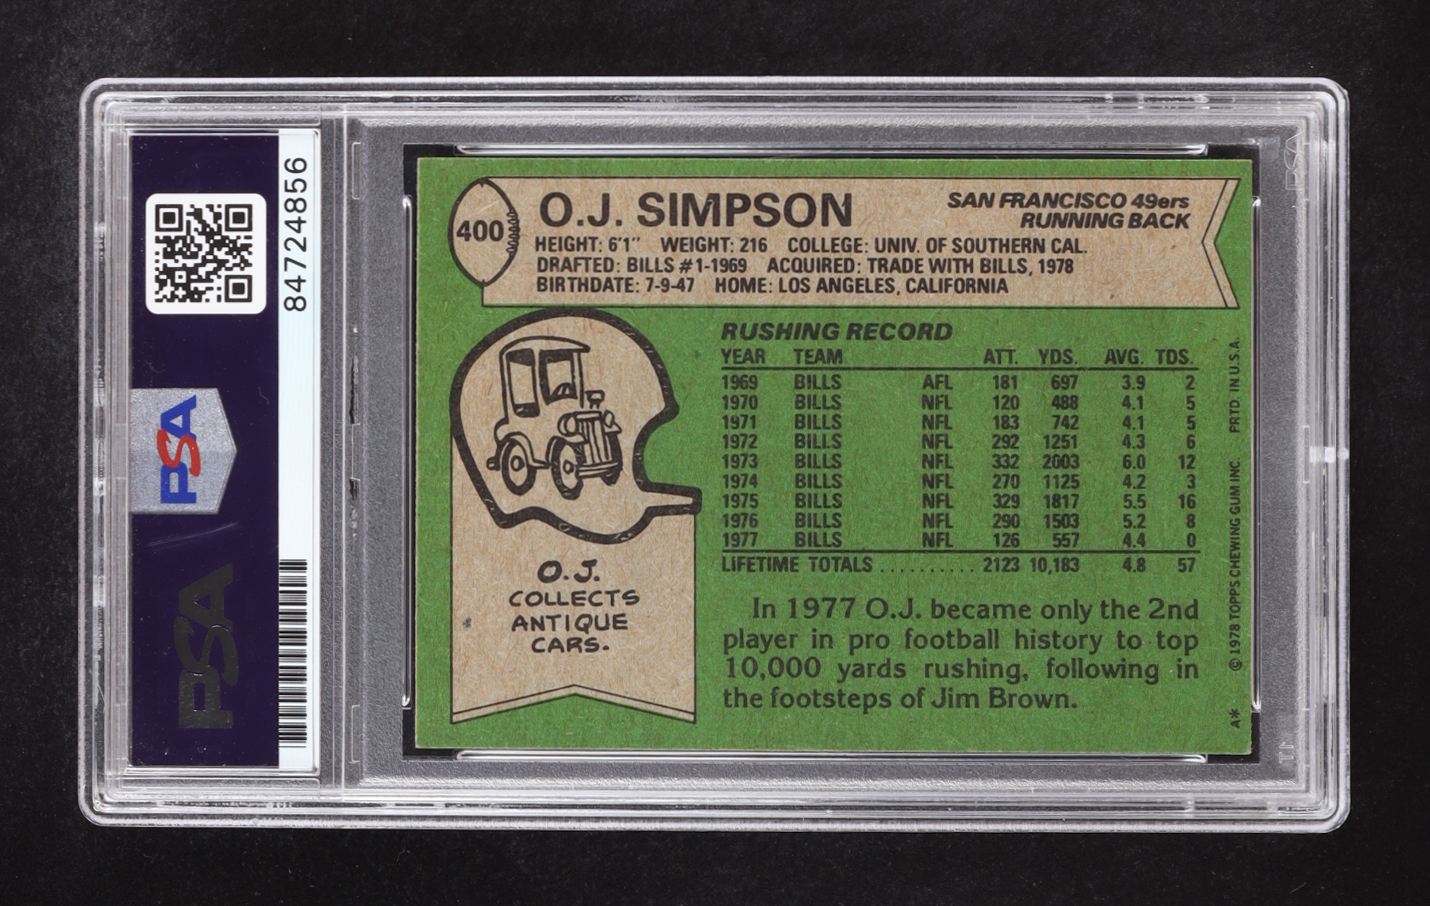 84724856
PSA
PSA
400
O.J. SIMPSON
SAN FRANCISCO 49ers
RUNNING BACK
HEIGHT: 6'1" WEIGHT: 216 COLLEGE: UNIV. OF SOUTHERN CAL.
DRAFTED: BILLS #1-1969 ACQUIRED: TRADE WITH BILLS, 1978
BIRTHDATE: 7-9-47 HOME: LOS ANGELES, CALIFORNIA
RUSHING RECORD
YEAR TEAM ATT. YDS. AVG. TDS.
1969 BILLS AFL 181 697 3.9 2
1970 BILLS NFL 120 488 4.1 5
1971 BILLS NFL 183 742 4.1 5
1972 BILLS NFL 292 1251 4.3 6
1973 BILLS NFL 332 2003 6.0 12
1974 BILLS NFL 270 1125 4.2 3
1975 BILLS NFL 329 1817 5.5 16
1976 BILLS NFL 290 1503 5.2 8
1977 BILLS NFL 126 557 4.4 0
LIFETIME TOTALS .......... 2123 10,183 4.8 57
O.J.
COLLECTS
ANTIQUE
CARS.
In 1977 O.J. became only the 2nd
player in pro football history to top
10,000 yards rushing, following in
the footsteps of Jim Brown.
A* © 1978 TOPPS CHEWING GUM INC. PRTD. IN U.S.A.
PSA